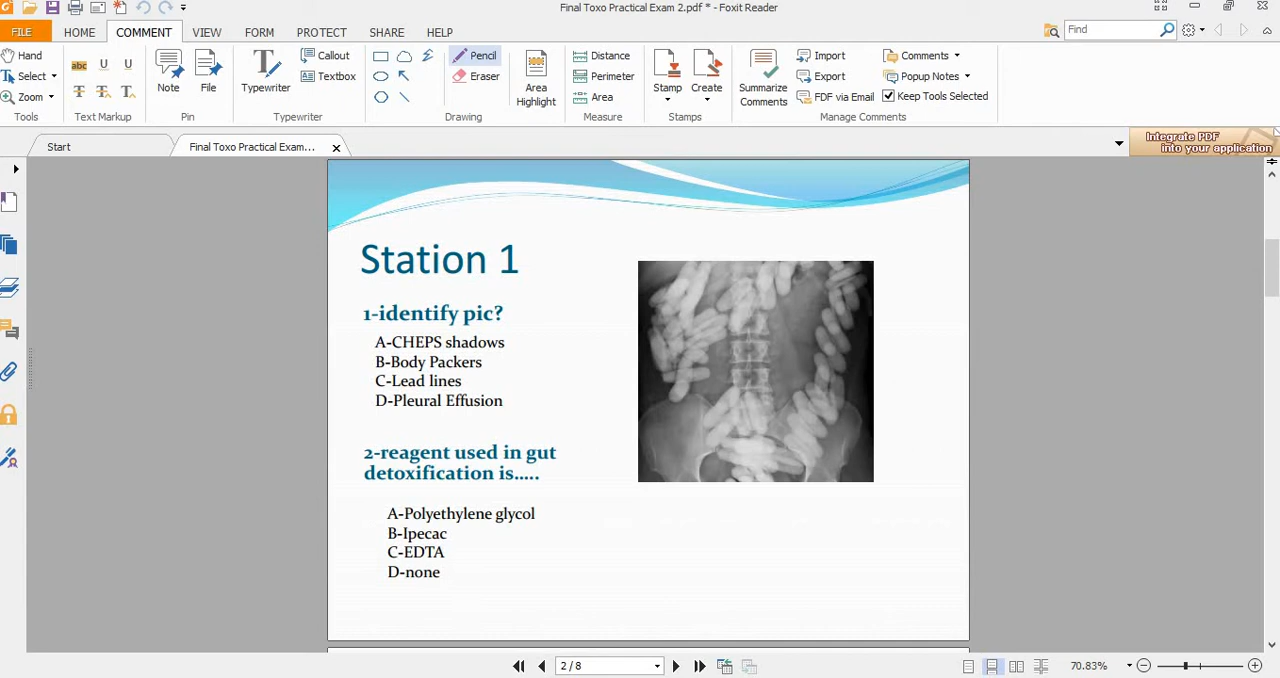 Final Toxo Practical Exam 2.pdf * - Foxit Reader
FILE
HOME
COMMENT
VIEW
FORM
PROTECT
SHARE
HELP
Find
Hand
Select
Zoom
Tools
abc
U
U
T
T
T
Text Markup
Note
File
Pin
Typewriter
Callout
Textbox
Typewriter
Pencil
Eraser
Drawing
Area
Highlight
Distance
Perimeter
Area
Measure
Stamp
Create
Stamps
Summarize
Comments
Import
Export
FDF via Email
Comments
Popup Notes
Keep Tools Selected
Manage Comments
Start
Final Toxo Practical Exam...
Integrate PDF
into your application
Station 1
1-identify pic?
A-CHEPS shadows
B-Body Packers
C-Lead lines
D-Pleural Effusion
2-reagent used in gut
detoxification is.....
A-Polyethylene glycol
B-Ipecac
C-EDTA
D-none
2 / 8
70.83%